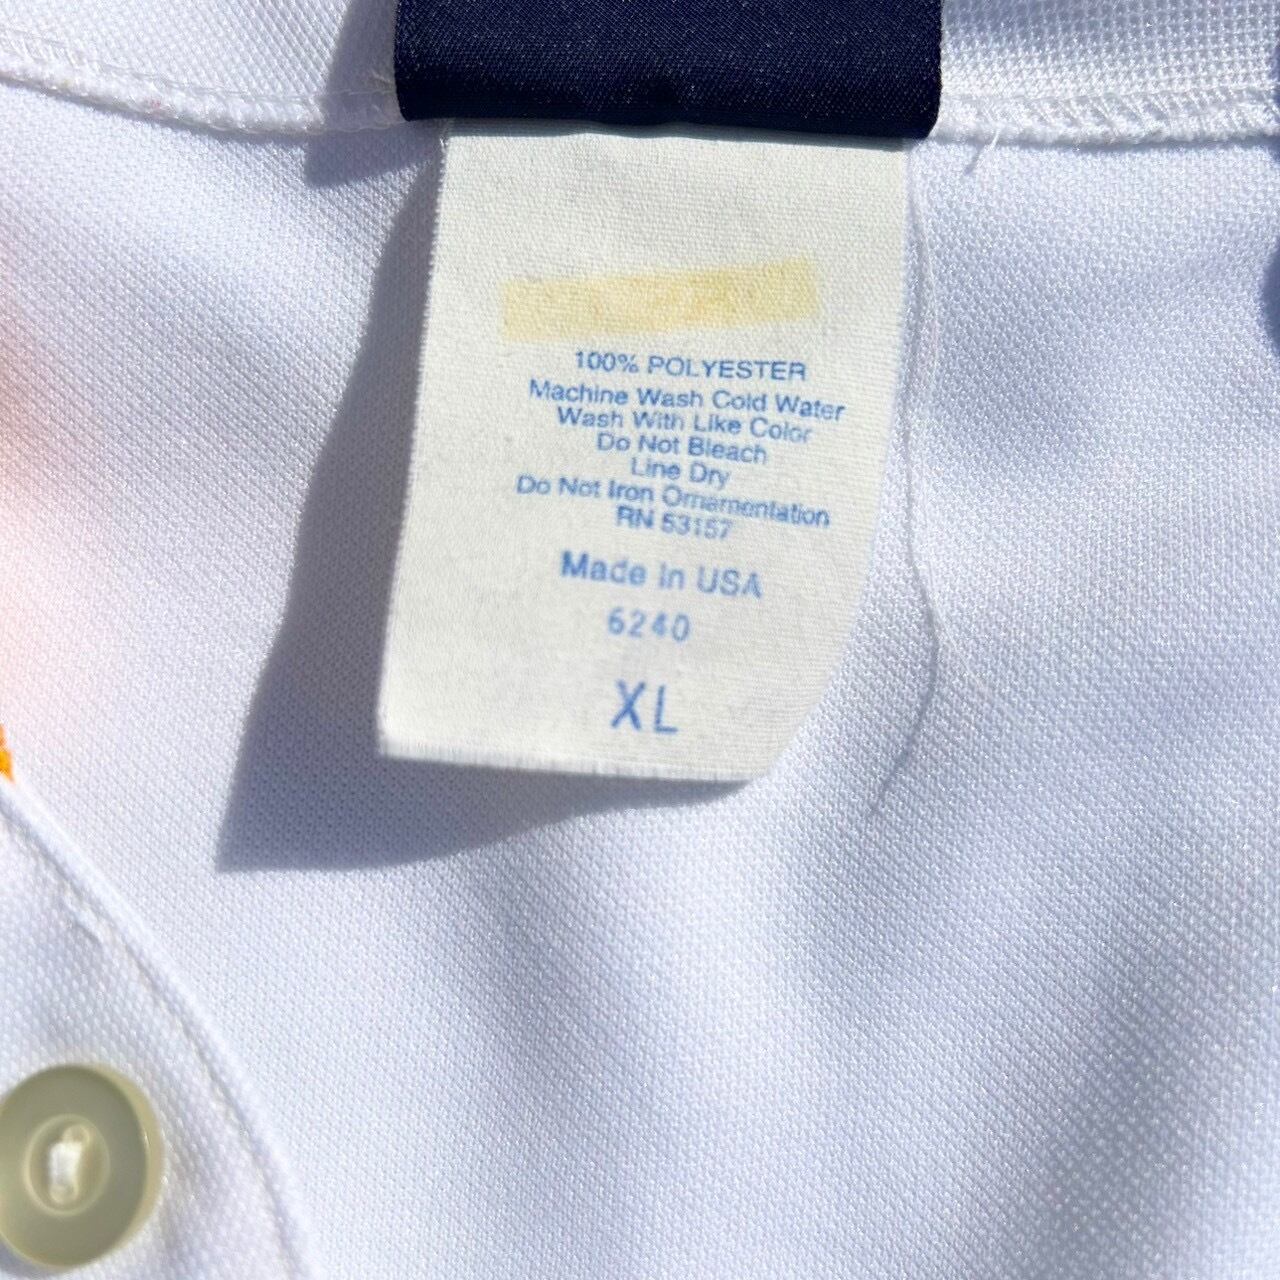 100% POLYESTER
Machine Wash Cold Water
Wash With Like Color
Do Not Bleach
Line Dry
Do Not Iron Ornamentation
RN 53157
Made in USA
6240
XL